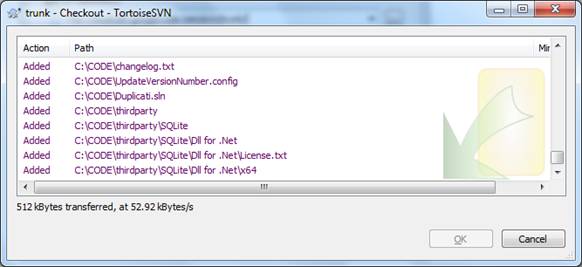 trunk - Checkout - TortoiseSVN
Action Path Mir
Added C:\CODE\changelog.txt
Added C:\CODE\UpdateVersionNumber.config
Added C:\CODE\Duplicati.sln
Added C:\CODE\thirdparty
Added C:\CODE\thirdparty\SQLite
Added C:\CODE\thirdparty\SQLite\Dll for .Net
Added C:\CODE\thirdparty\SQLite\Dll for .Net\License.txt
Added C:\CODE\thirdparty\SQLite\Dll for .Net\x64
512 kBytes transferred, at 52.92 kBytes/s
OK Cancel